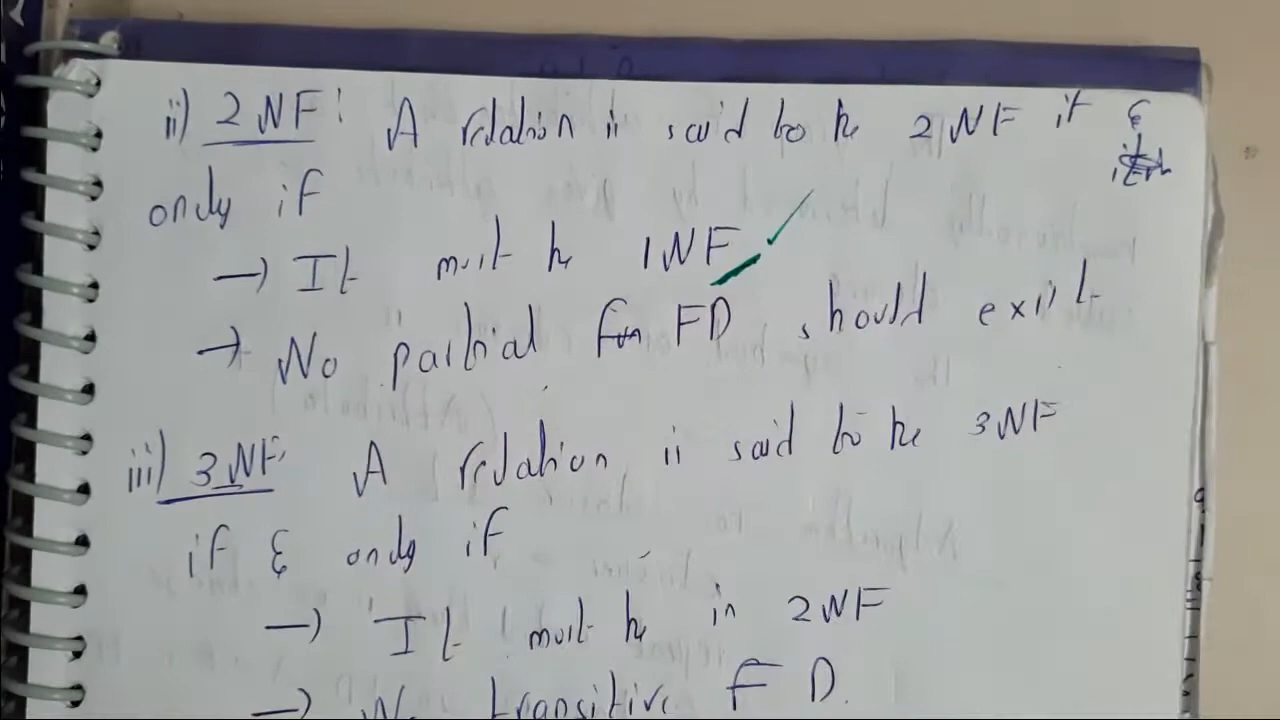 ii) 2NF: A relation is said to be 2NF if &
only if
→ It must be 1NF
→ No partial FD should exist
iii) 3NF: A relation is said to be 3NF
if & only if
→ It must be in 2NF
→ No transitive FD.